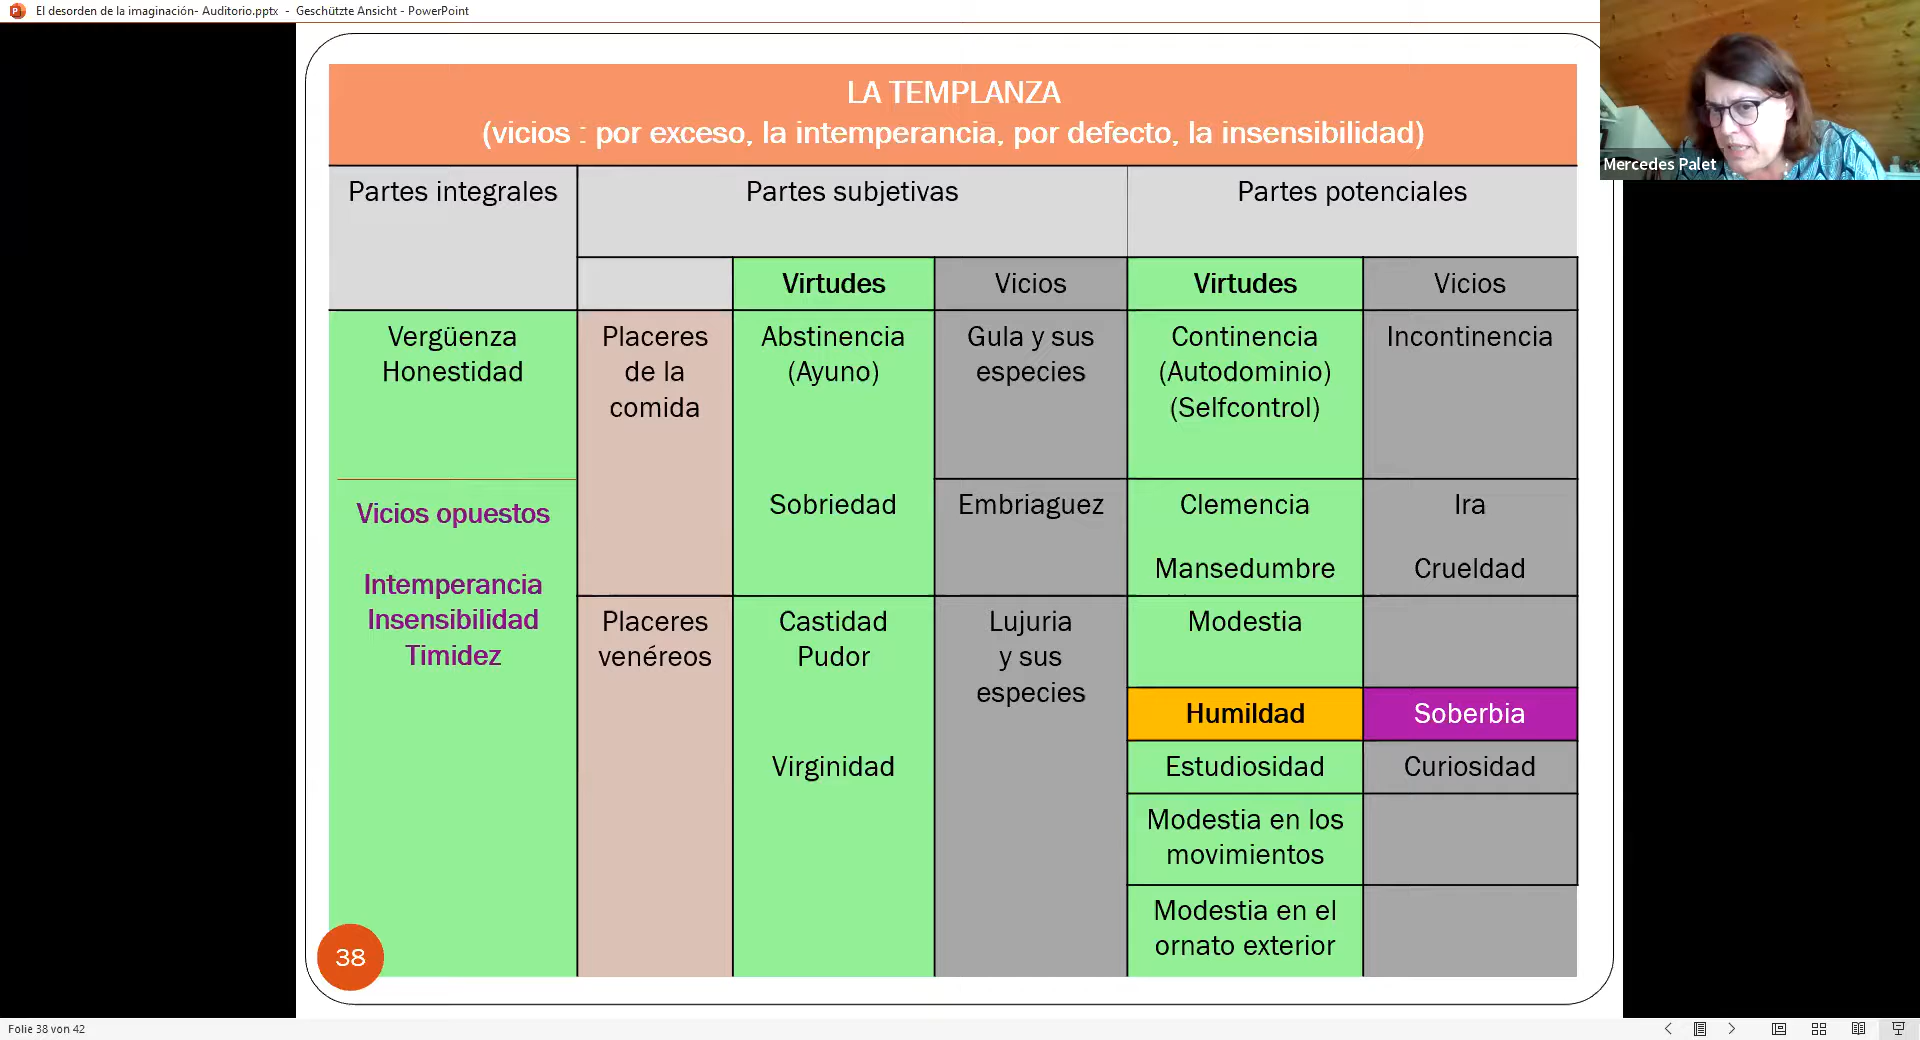 El desorden de la imaginación- Auditorio.pptx - Geschützte Ansicht - PowerPoint
Mercedes Palet
LA TEMPLANZA
(vicios : por exceso, la intemperancia, por defecto, la insensibilidad)
Partes integrales
Partes subjetivas
Partes potenciales
Virtudes
Vicios
Virtudes
Vicios
Vergüenza
Honestidad
Vicios opuestos
Intemperancia
Insensibilidad
Timidez
Placeres
de la
comida
Abstinencia
(Ayuno)
Sobriedad
Gula y sus
especies
Embriaguez
Continencia
(Autodominio)
(Selfcontrol)
Incontinencia
Clemencia
Mansedumbre
Ira
Crueldad
Placeres
venéreos
Castidad
Pudor
Virginidad
Lujuria
y sus
especies
Modestia
Humildad
Soberbia
Estudiosidad
Curiosidad
Modestia en los
movimientos
Modestia en el
ornato exterior
38
Folie 38 von 42